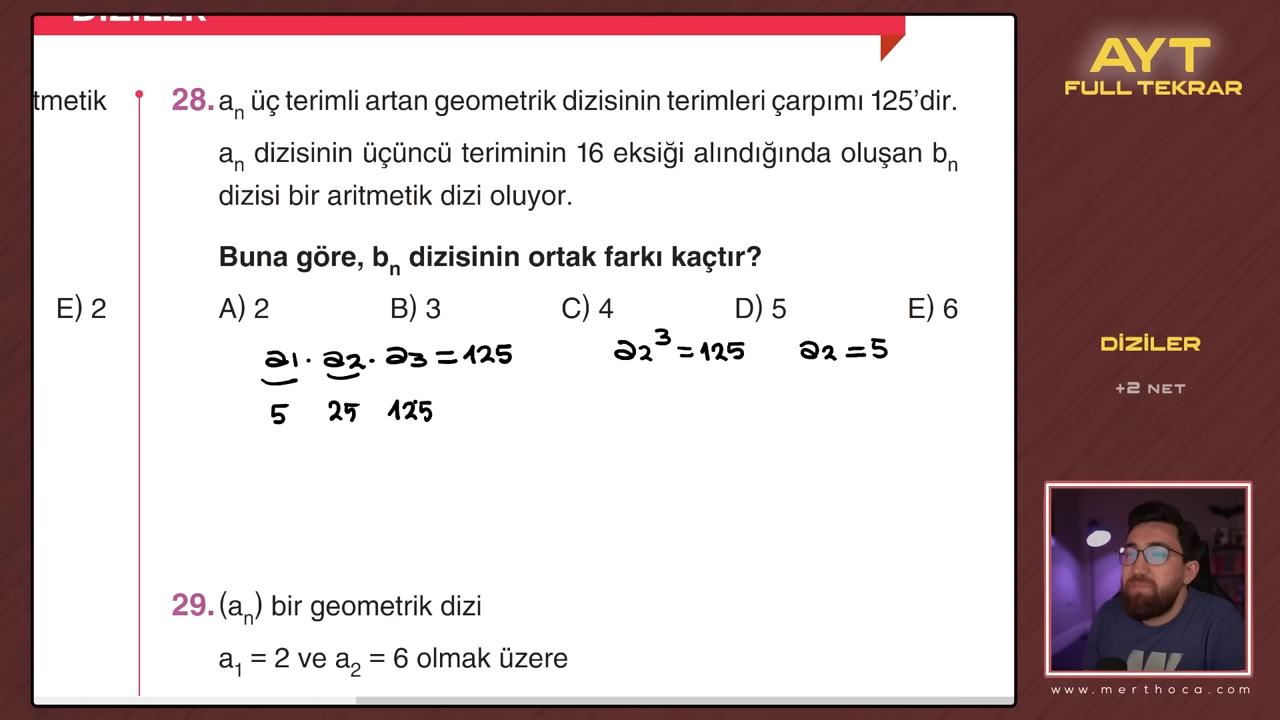 DİZİLER
AYT
FULL TEKRAR
tmetik
28. aₙ üç terimli artan geometrik dizisinin terimleri çarpımı 125'dir.
aₙ dizisinin üçüncü teriminin 16 eksiği alındığında oluşan bₙ
dizisi bir aritmetik dizi oluyor.
Buna göre, bₙ dizisinin ortak farkı kaçtır?
E) 2
A) 2 B) 3 C) 4 D) 5 E) 6
a1 · a2 · a3 = 125 a2³ = 125 a2 = 5
5 25 125
DİZİLER
+2 NET
29. (aₙ) bir geometrik dizi
a₁ = 2 ve a₂ = 6 olmak üzere
www.merthoca.com